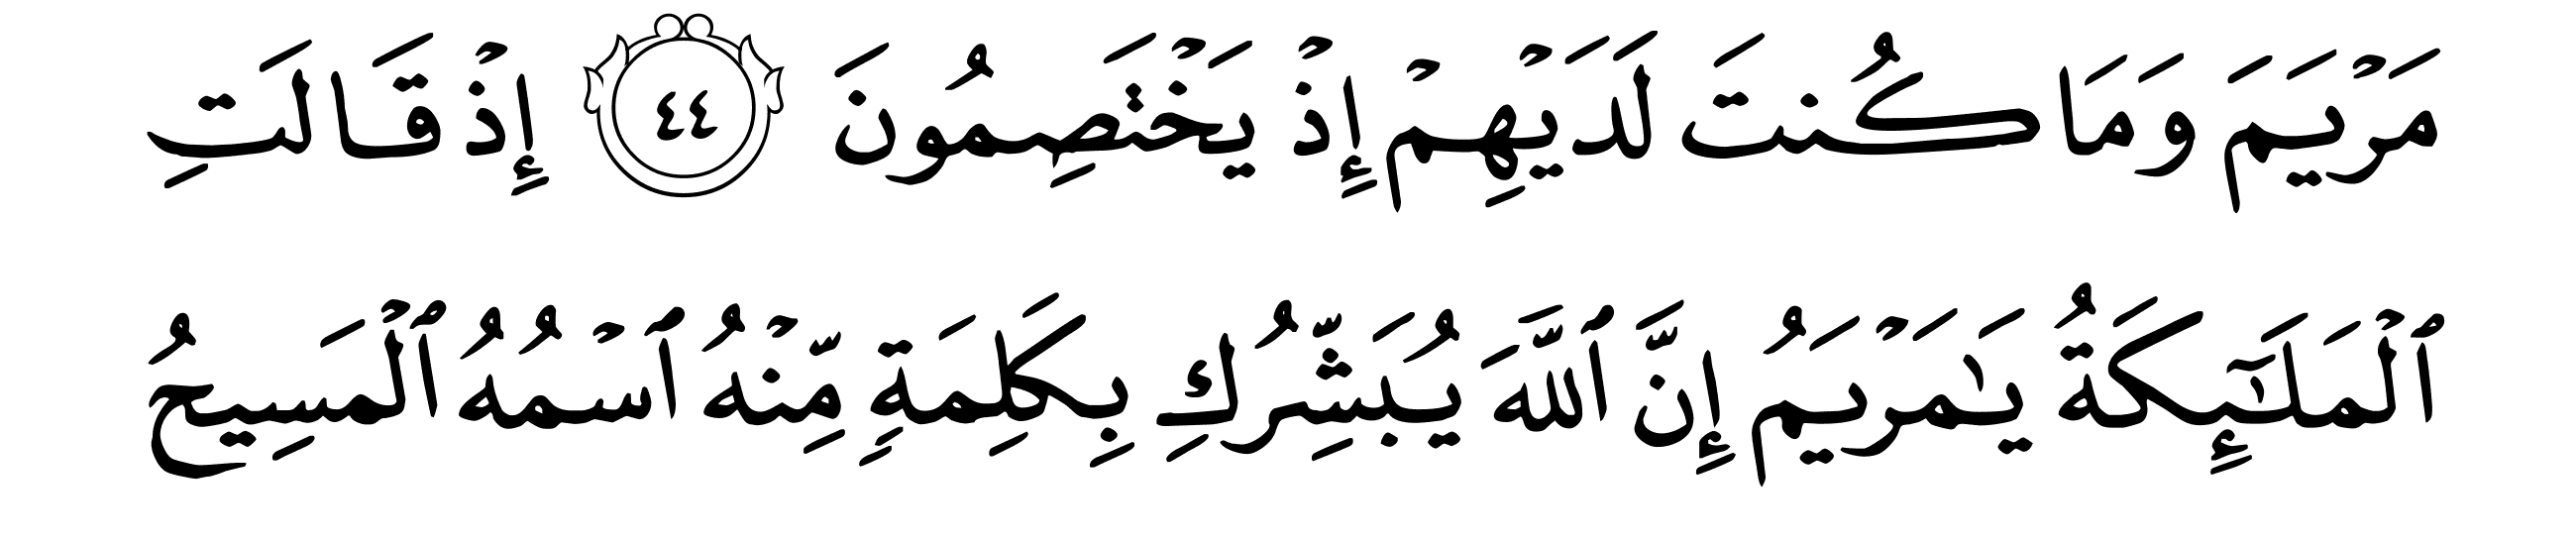 مَرۡيَمَ وَمَا كُنتَ لَدَيۡهِمۡ إِذۡ يَخۡتَصِمُونَ ٤٤ إِذۡ قَالَتِ
ٱلۡمَلَٰٓئِكَةُ يَٰمَرۡيَمُ إِنَّ ٱللَّهَ يُبَشِّرُكِ بِكَلِمَةٖ مِّنۡهُ ٱسۡمُهُ ٱلۡمَسِيحُ